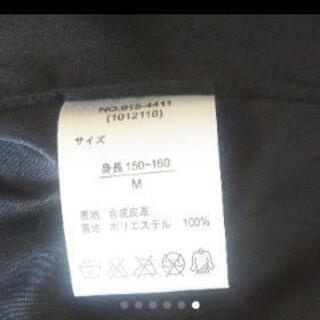 NO.915-4411
(1012118)
サイズ
身長 150~160
M
表地 合成皮革
裏地 ポリエステル 100%